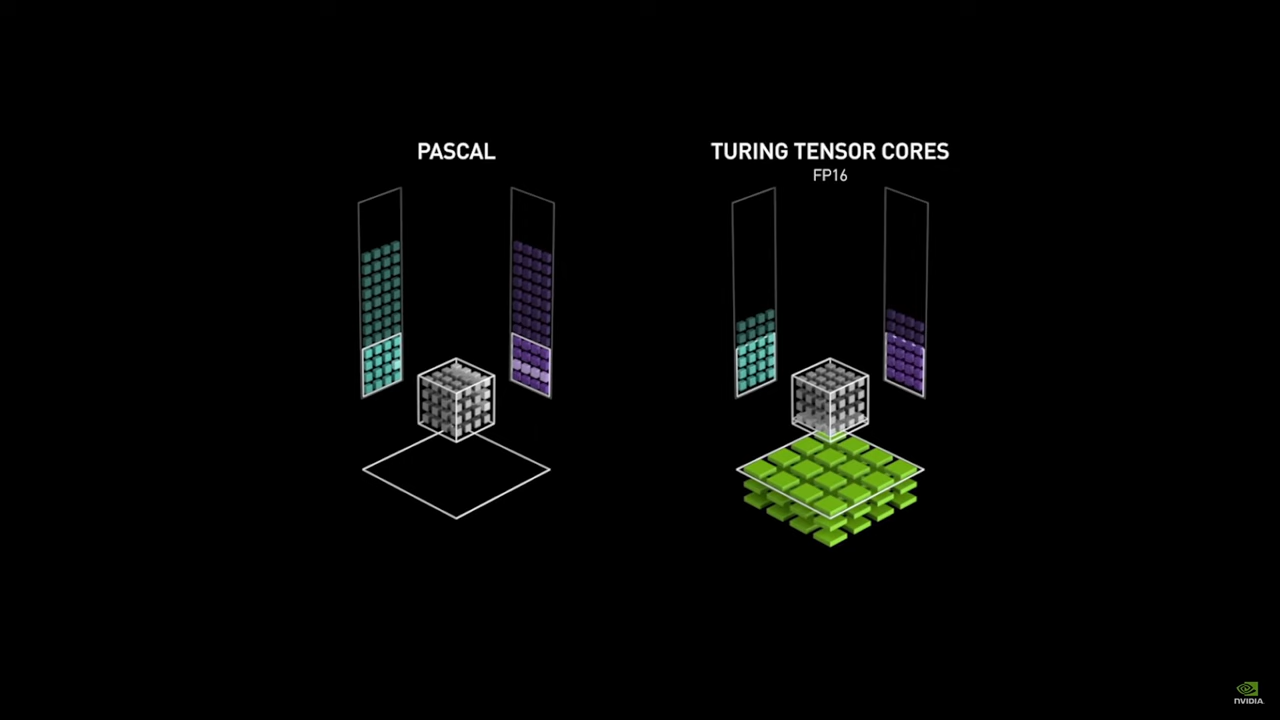 PASCAL
TURING TENSOR CORES
FP16
NVIDIA